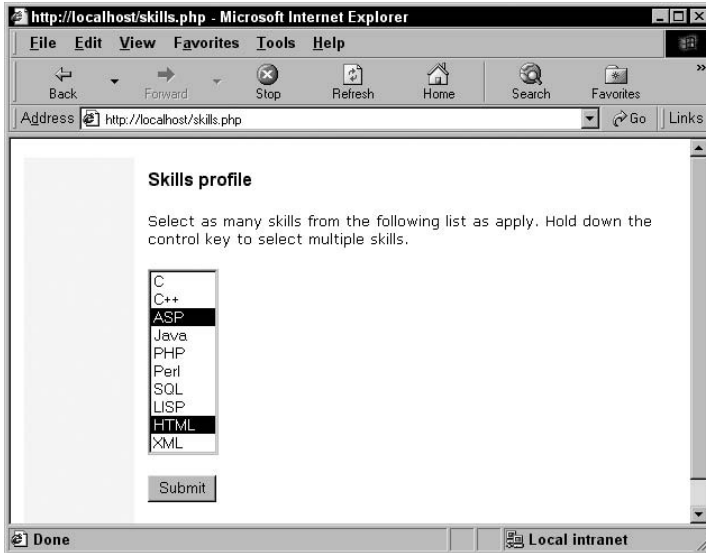 http://localhost/skills.php - Microsoft Internet Explorer
File Edit View Favorites Tools Help
Back Forward Stop Refresh Home Search Favorites »
Address http://localhost/skills.php Go Links
Skills profile
Select as many skills from the following list as apply. Hold down the
control key to select multiple skills.
C
C++
ASP
Java
PHP
Perl
SQL
LISP
HTML
XML
Submit
Done Local intranet